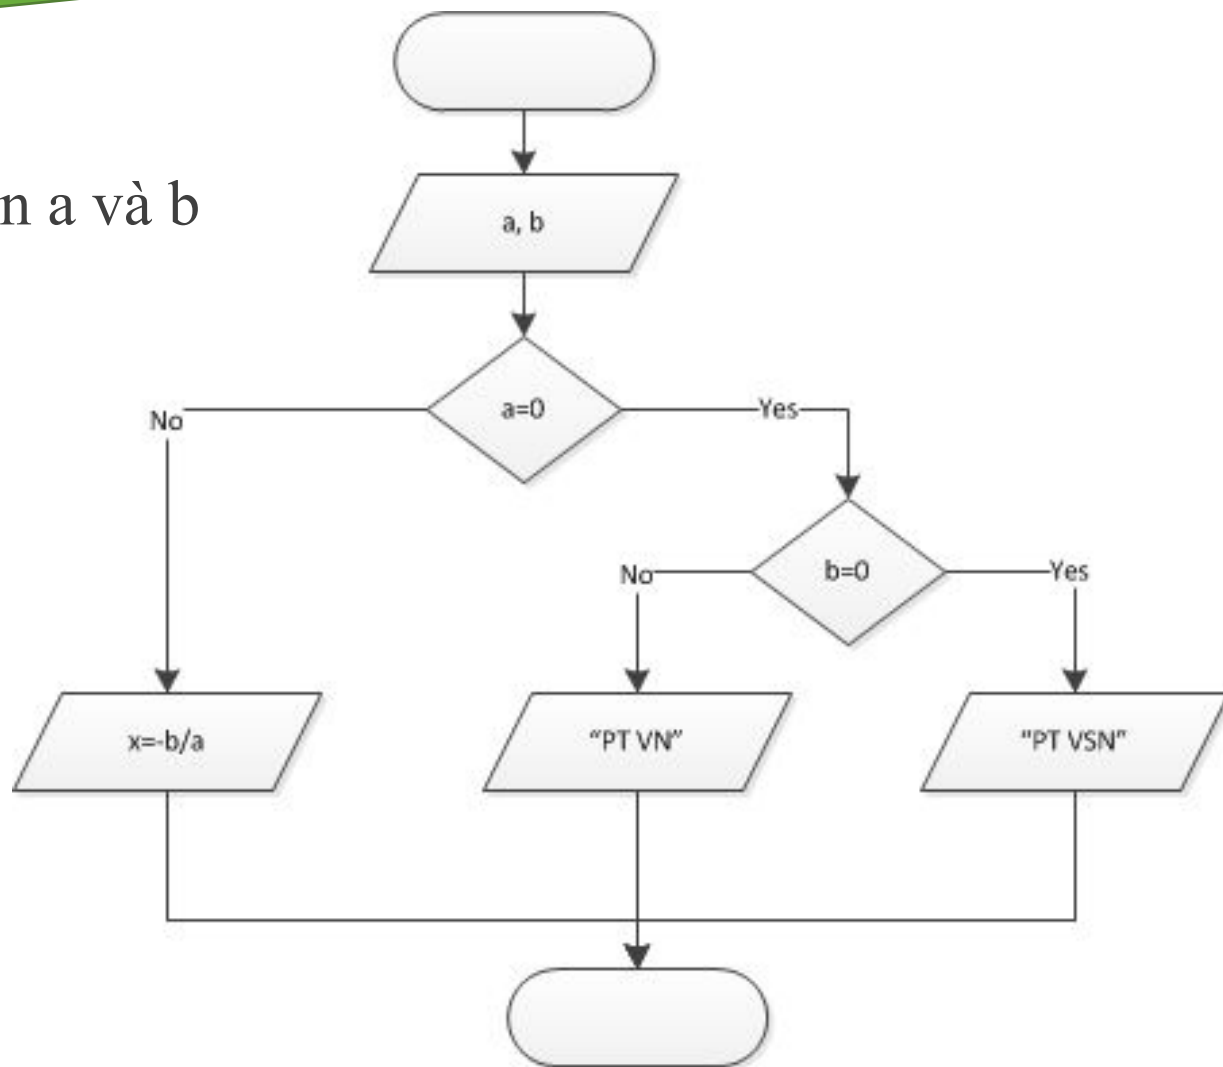 n a và b
a, b
a=0
No
Yes
b=0
No
Yes
x=-b/a
“PT VN”
“PT VSN”